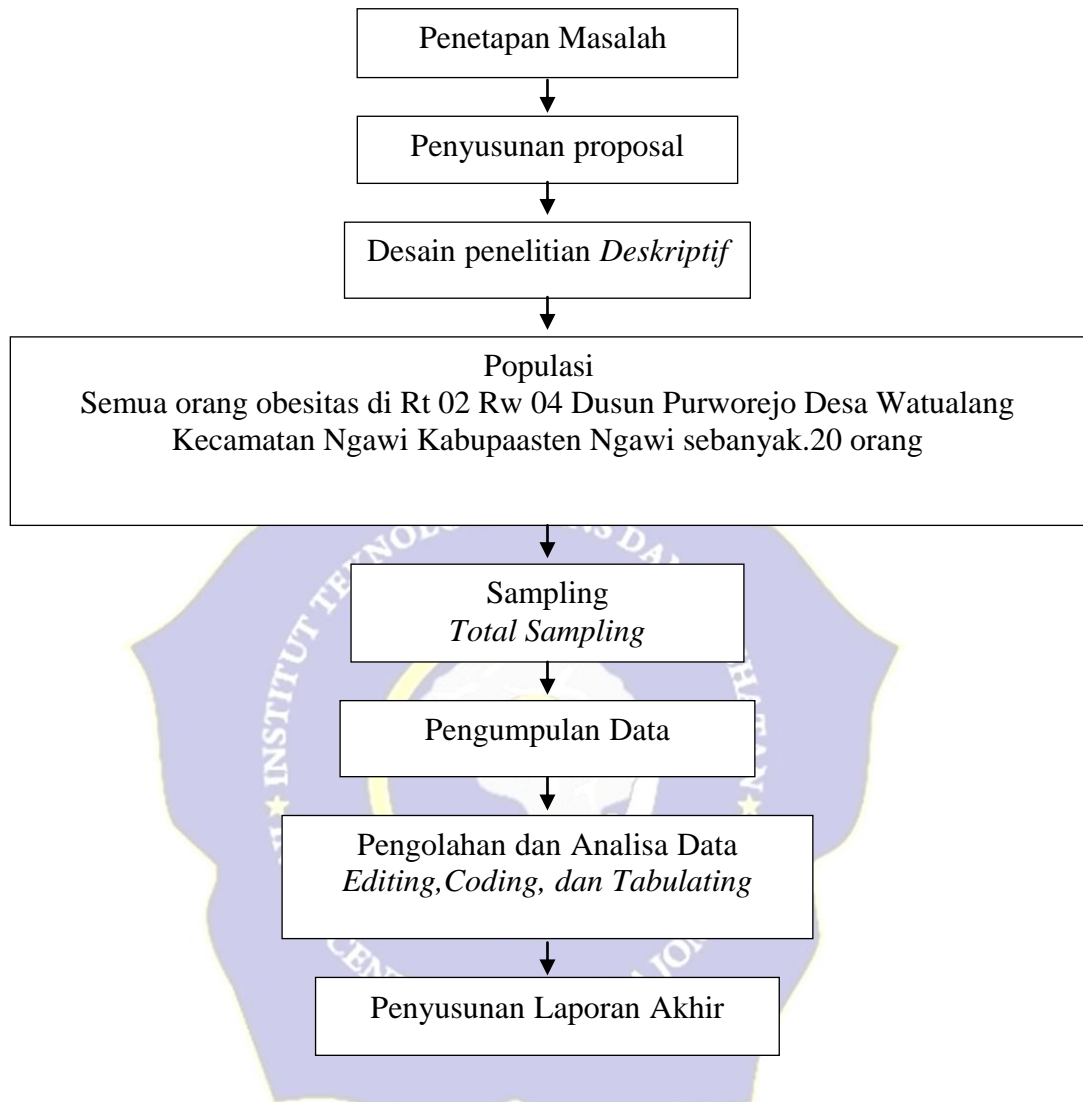 Penetapan Masalah
Penyusunan proposal
Desain penelitian Deskriptif
Populasi
Semua orang obesitas di Rt 02 Rw 04 Dusun Purworejo Desa Watualang
Kecamatan Ngawi Kabupaasten Ngawi sebanyak.20 orang
Sampling
Total Sampling
Pengumpulan Data
Pengolahan dan Analisa Data
Editing,Coding, dan Tabulating
Penyusunan Laporan Akhir
INSTITUT